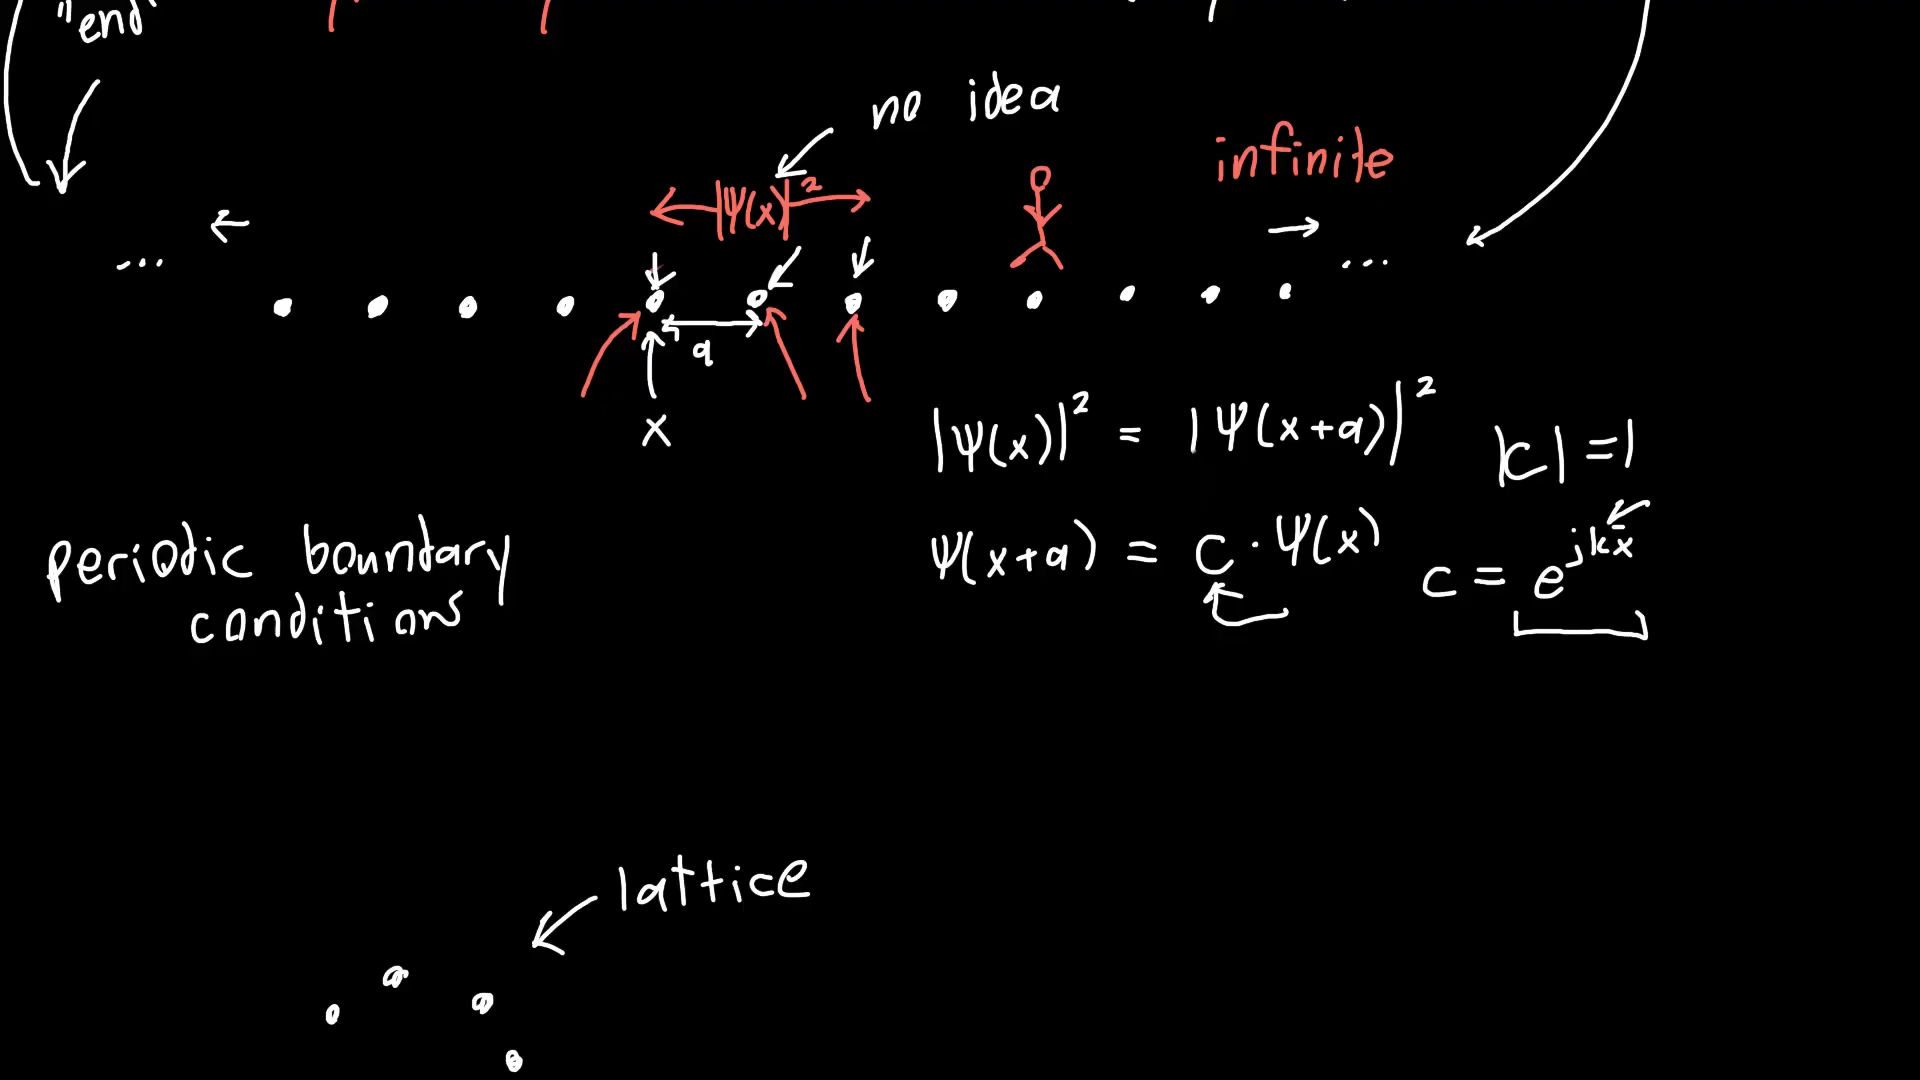 "end"
no idea
infinite
|Ψ(x)|²
...
...
a
x
|Ψ(x)|² = |Ψ(x+a)|²
|c| = 1
Ψ(x+a) = c · Ψ(x)
c = e^{jkx}
periodic boundary
conditions
lattice